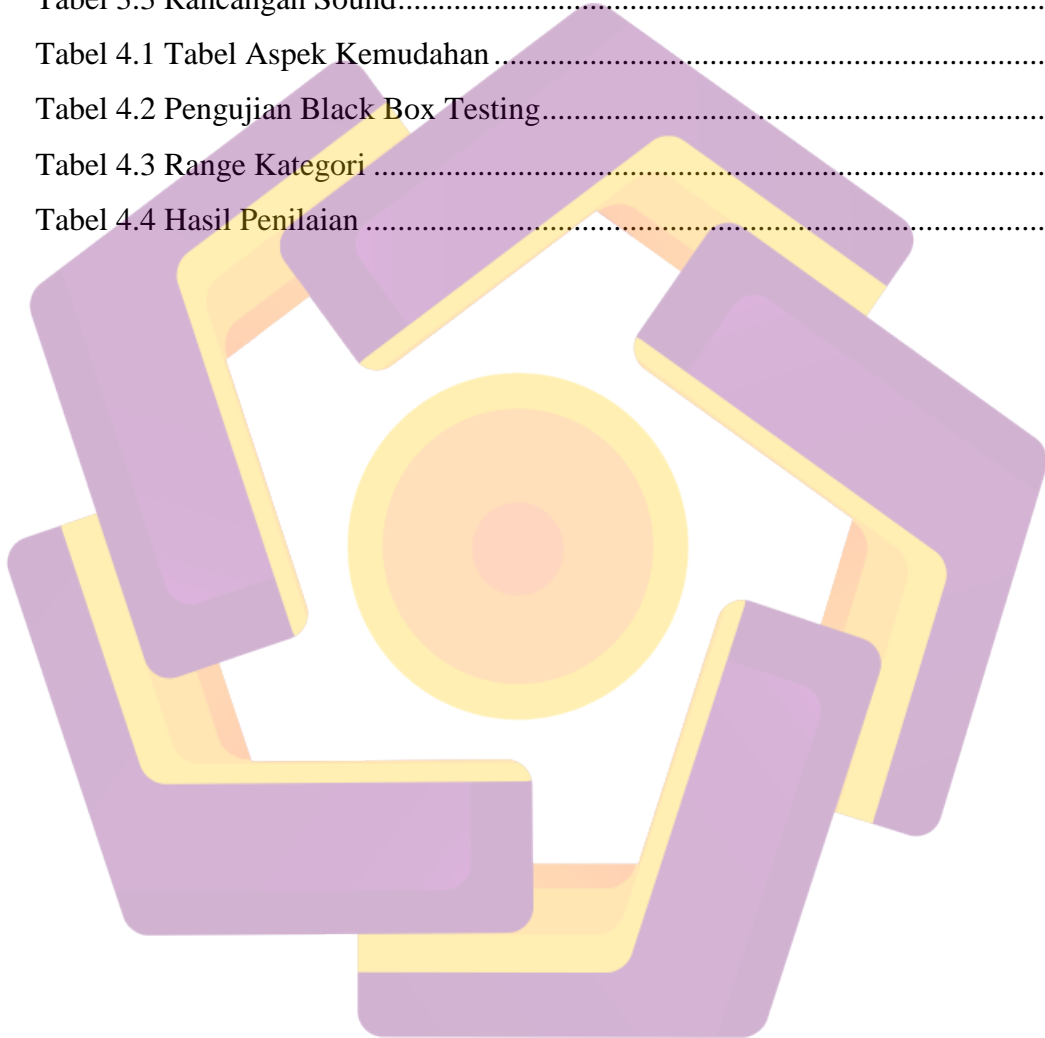 Tabel 3.3 Rancangan Sound....................................................................................
Tabel 4.1 Tabel Aspek Kemudahan........................................................................
Tabel 4.2 Pengujian Black Box Testing..................................................................
Tabel 4.3 Range Kategori.......................................................................................
Tabel 4.4 Hasil Penilaian........................................................................................